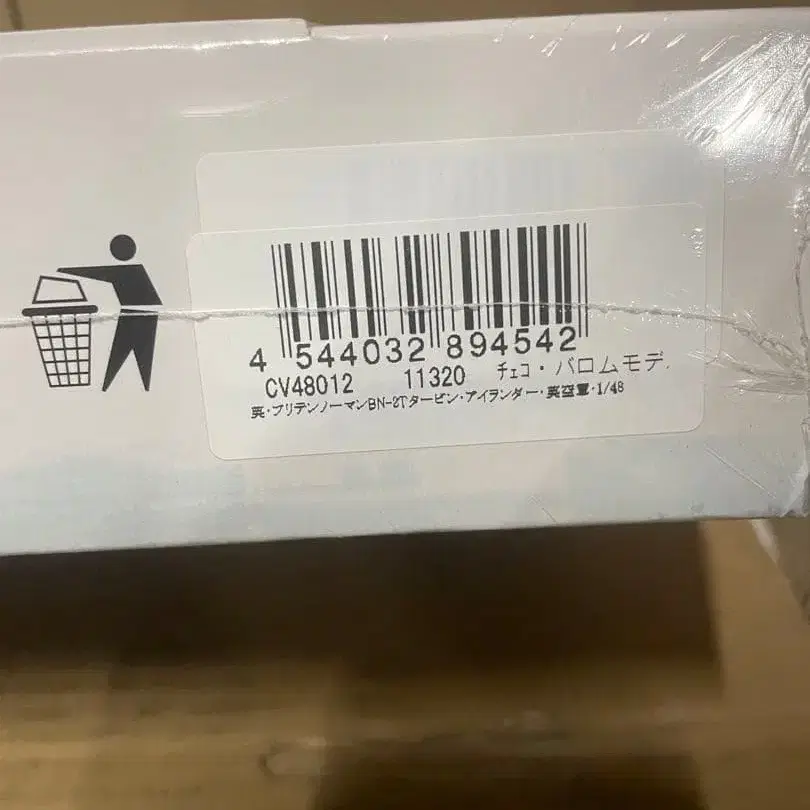 4 544032 894542
CV48012 11320 チェコ・バロムモデ.
英・ブリテンノーマンBN-2Tタービン・アイランダー・英空軍・1/48